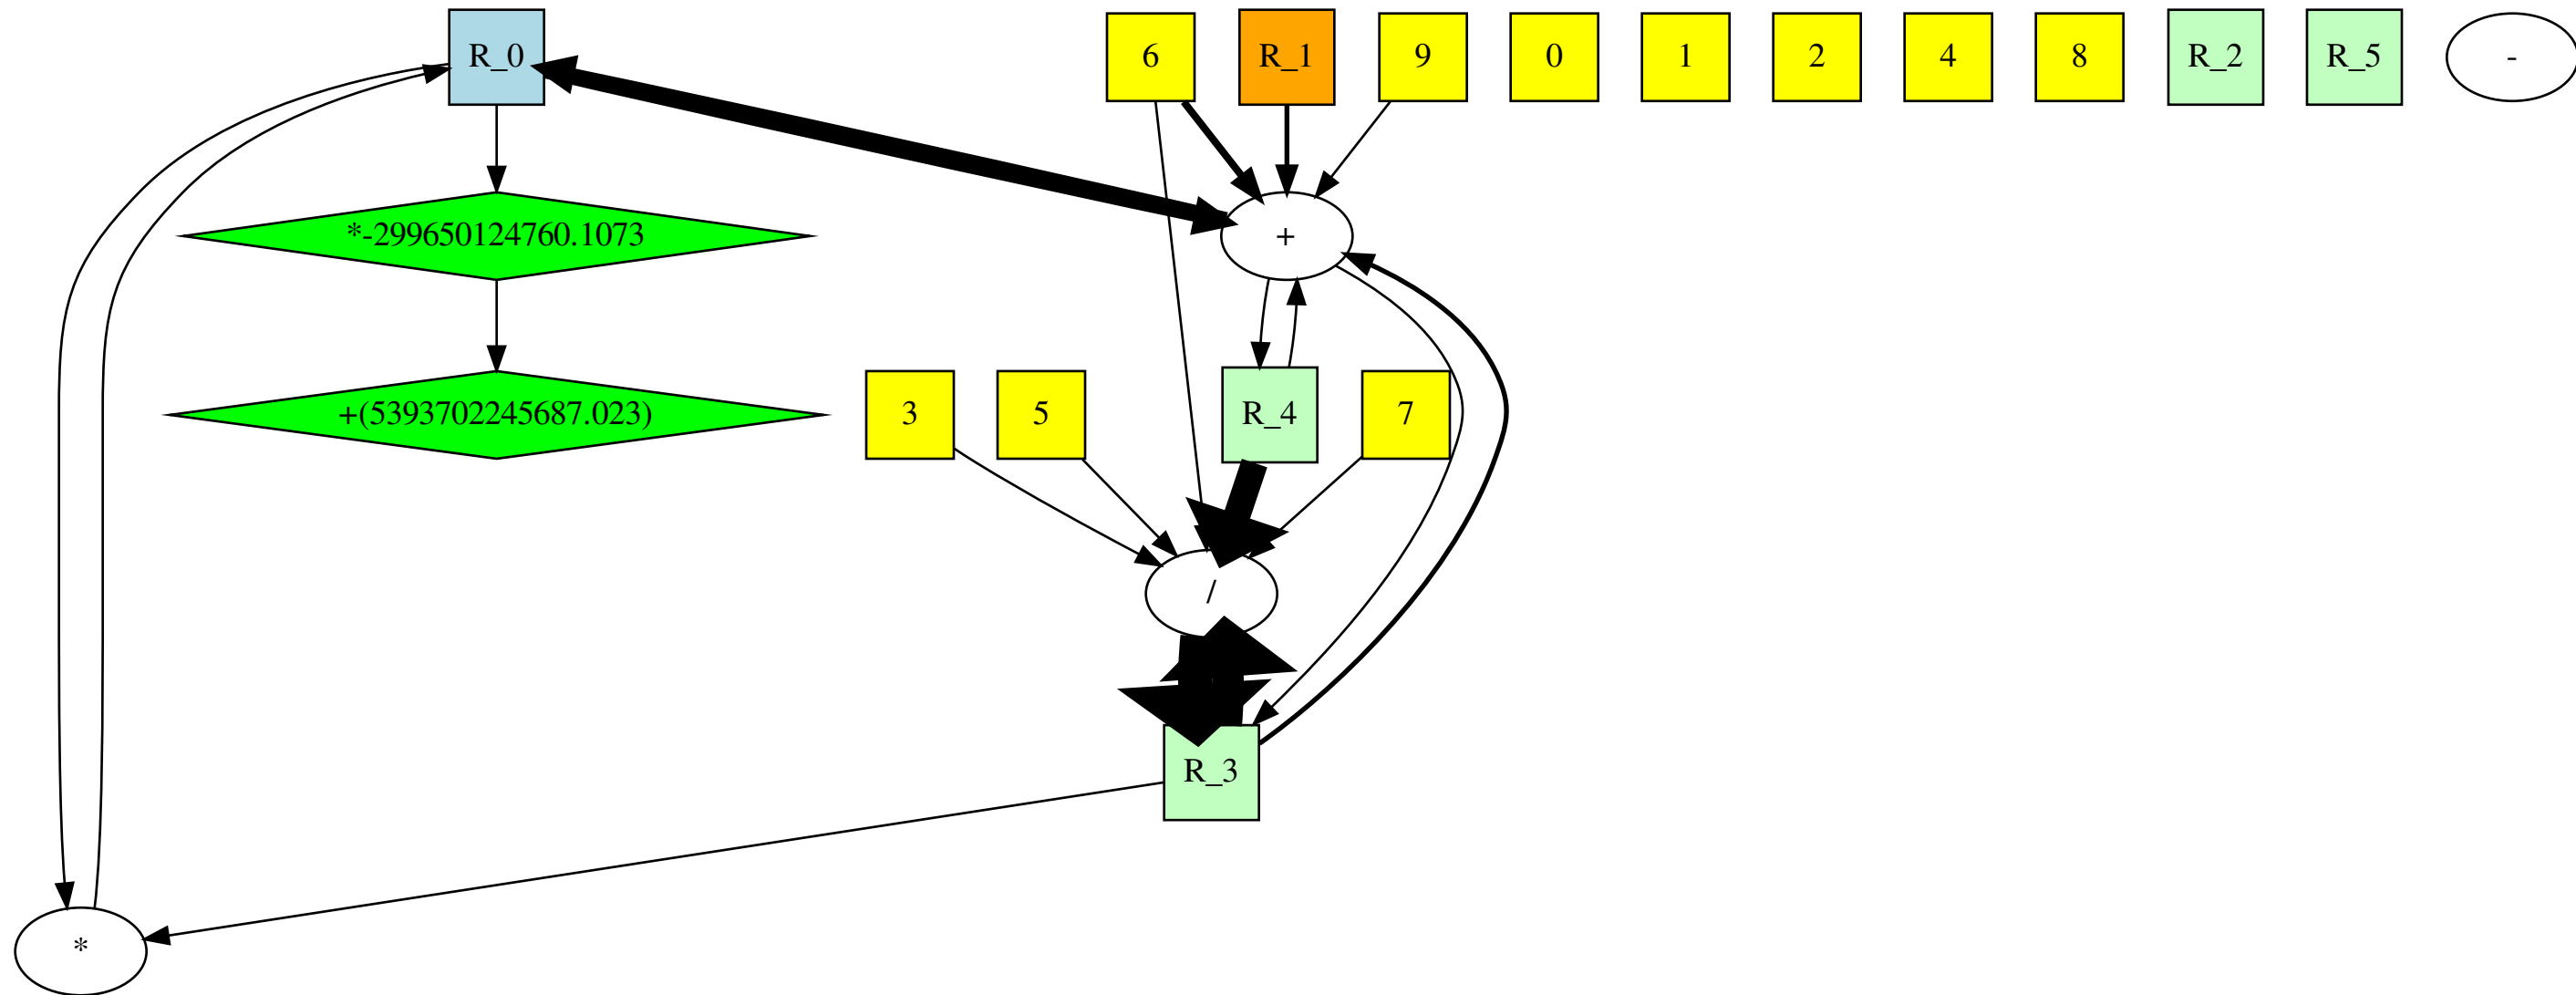 R_0
6
R_1
9
0
1
2
4
8
R_2
R_5
-
*-299650124760.1073
+
+(5393702245687.023)
3
5
R_4
7
/
R_3
*